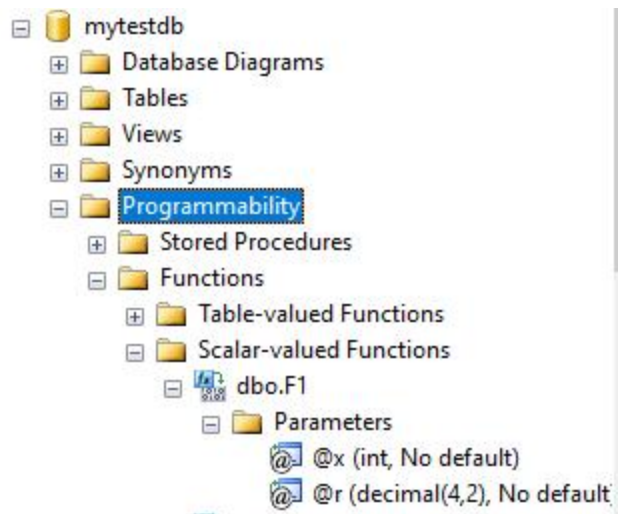 mytestdb
Database Diagrams
Tables
Views
Synonyms
Programmability
Stored Procedures
Functions
Table-valued Functions
Scalar-valued Functions
dbo.F1
Parameters
@x (int, No default)
@r (decimal(4,2), No default